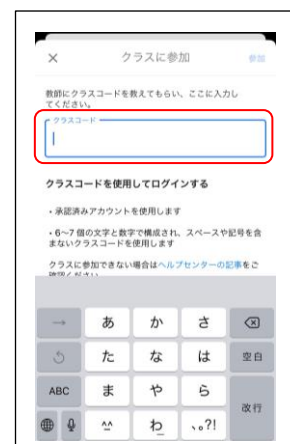 × クラスに参加 参加
教師にクラスコードを教えてもらい、ここに入力し
てください。
クラスコード
クラスコードを使用してログインする
・承認済みアカウントを使用します
・6~7 個の文字と数字で構成され、スペースや記号を含
まないクラスコードを使用します
クラスに参加できない場合はヘルプセンターの記事をご
確認ください
→ あ か さ
た な は 空白
ABC ま や ら
改行
^^ わ 、。?!